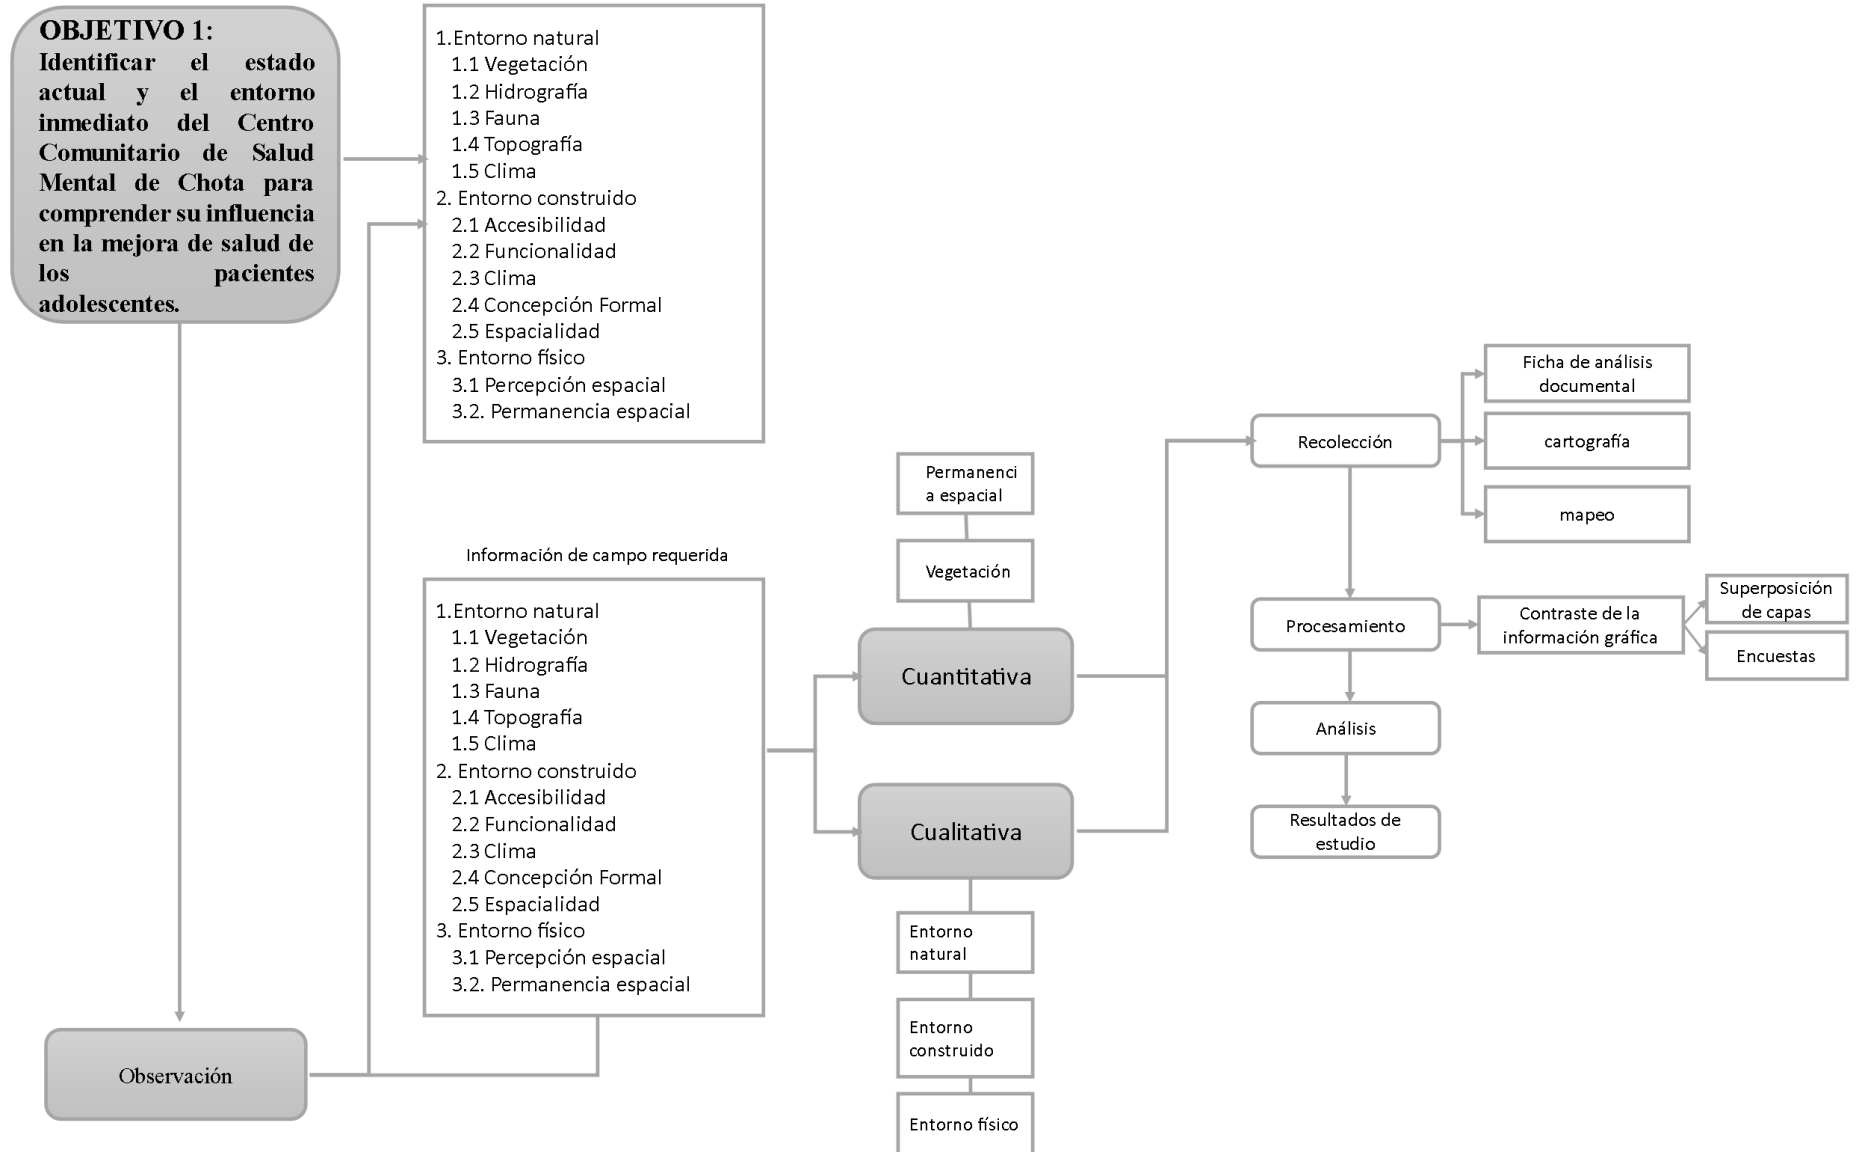 OBJETIVO 1:
Identificar el estado
actual y el entorno
inmediato del Centro
Comunitario de Salud
Mental de Chota para
comprender su influencia
en la mejora de salud de
los pacientes
adolescentes.
1.Entorno natural
1.1 Vegetación
1.2 Hidrografía
1.3 Fauna
1.4 Topografía
1.5 Clima
2. Entorno construido
2.1 Accesibilidad
2.2 Funcionalidad
2.3 Clima
2.4 Concepción Formal
2.5 Espacialidad
3. Entorno físico
3.1 Percepción espacial
3.2. Permanencia espacial
Observación
Información de campo requerida
1.Entorno natural
1.1 Vegetación
1.2 Hidrografía
1.3 Fauna
1.4 Topografía
1.5 Clima
2. Entorno construido
2.1 Accesibilidad
2.2 Funcionalidad
2.3 Clima
2.4 Concepción Formal
2.5 Espacialidad
3. Entorno físico
3.1 Percepción espacial
3.2. Permanencia espacial
Permanenci
a espacial
Vegetación
Cuantitativa
Cualitativa
Entorno
natural
Entorno
construido
Entorno físico
Recolección
Ficha de análisis
documental
cartografía
mapeo
Procesamiento
Contraste de la
información gráfica
Superposición
de capas
Encuestas
Análisis
Resultados de
estudio